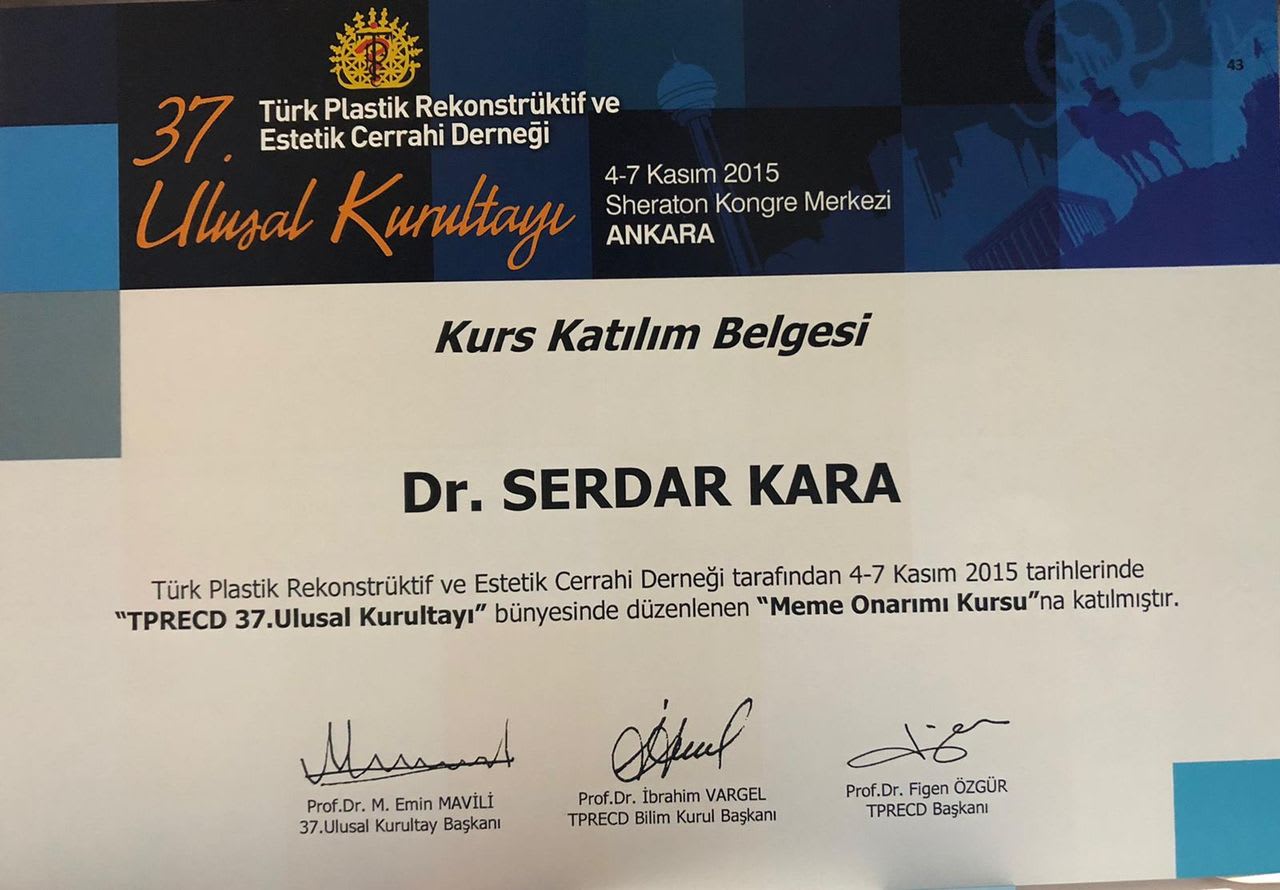 43
37. Türk Plastik Rekonstrüktif ve
Estetik Cerrahi Derneği
Ulusal Kurultayı
4-7 Kasım 2015
Sheraton Kongre Merkezi
ANKARA
Kurs Katılım Belgesi
Dr. SERDAR KARA
Türk Plastik Rekonstrüktif ve Estetik Cerrahi Derneği tarafından 4-7 Kasım 2015 tarihlerinde
“TPRECD 37.Ulusal Kurultayı” bünyesinde düzenlenen “Meme Onarımı Kursu”na katılmıştır.
Prof.Dr. M. Emin MAVİLİ
37.Ulusal Kurultay Başkanı
Prof.Dr. İbrahim VARGEL
TPRECD Bilim Kurul Başkanı
Prof.Dr. Figen ÖZGÜR
TPRECD Başkanı